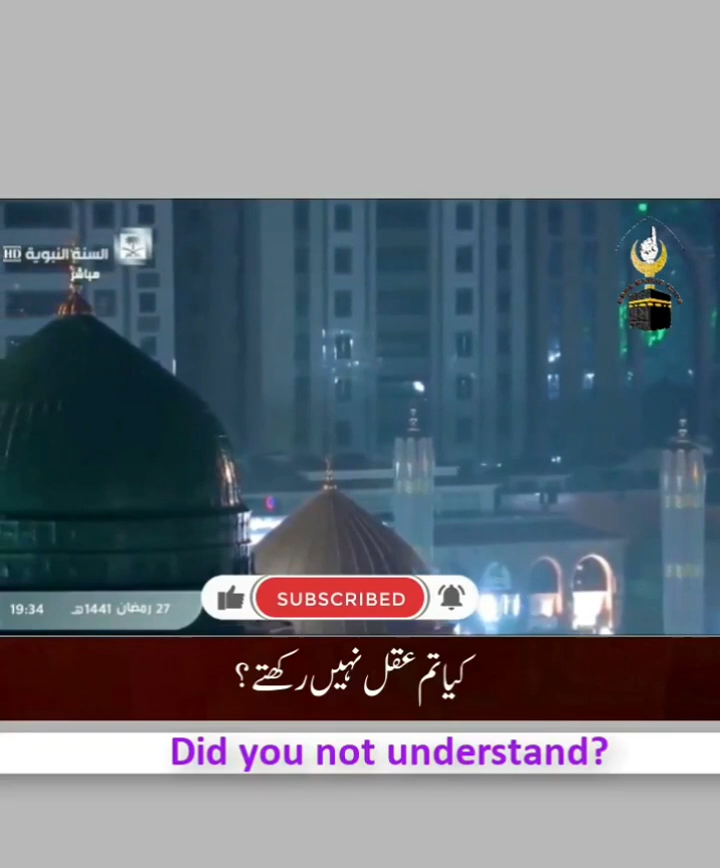 السنة النبوية HD
مباشر
19:34
27 رمضان 1441هـ
SUBSCRIBED
کیا تم عقل نہیں رکھتے؟
Did you not understand?